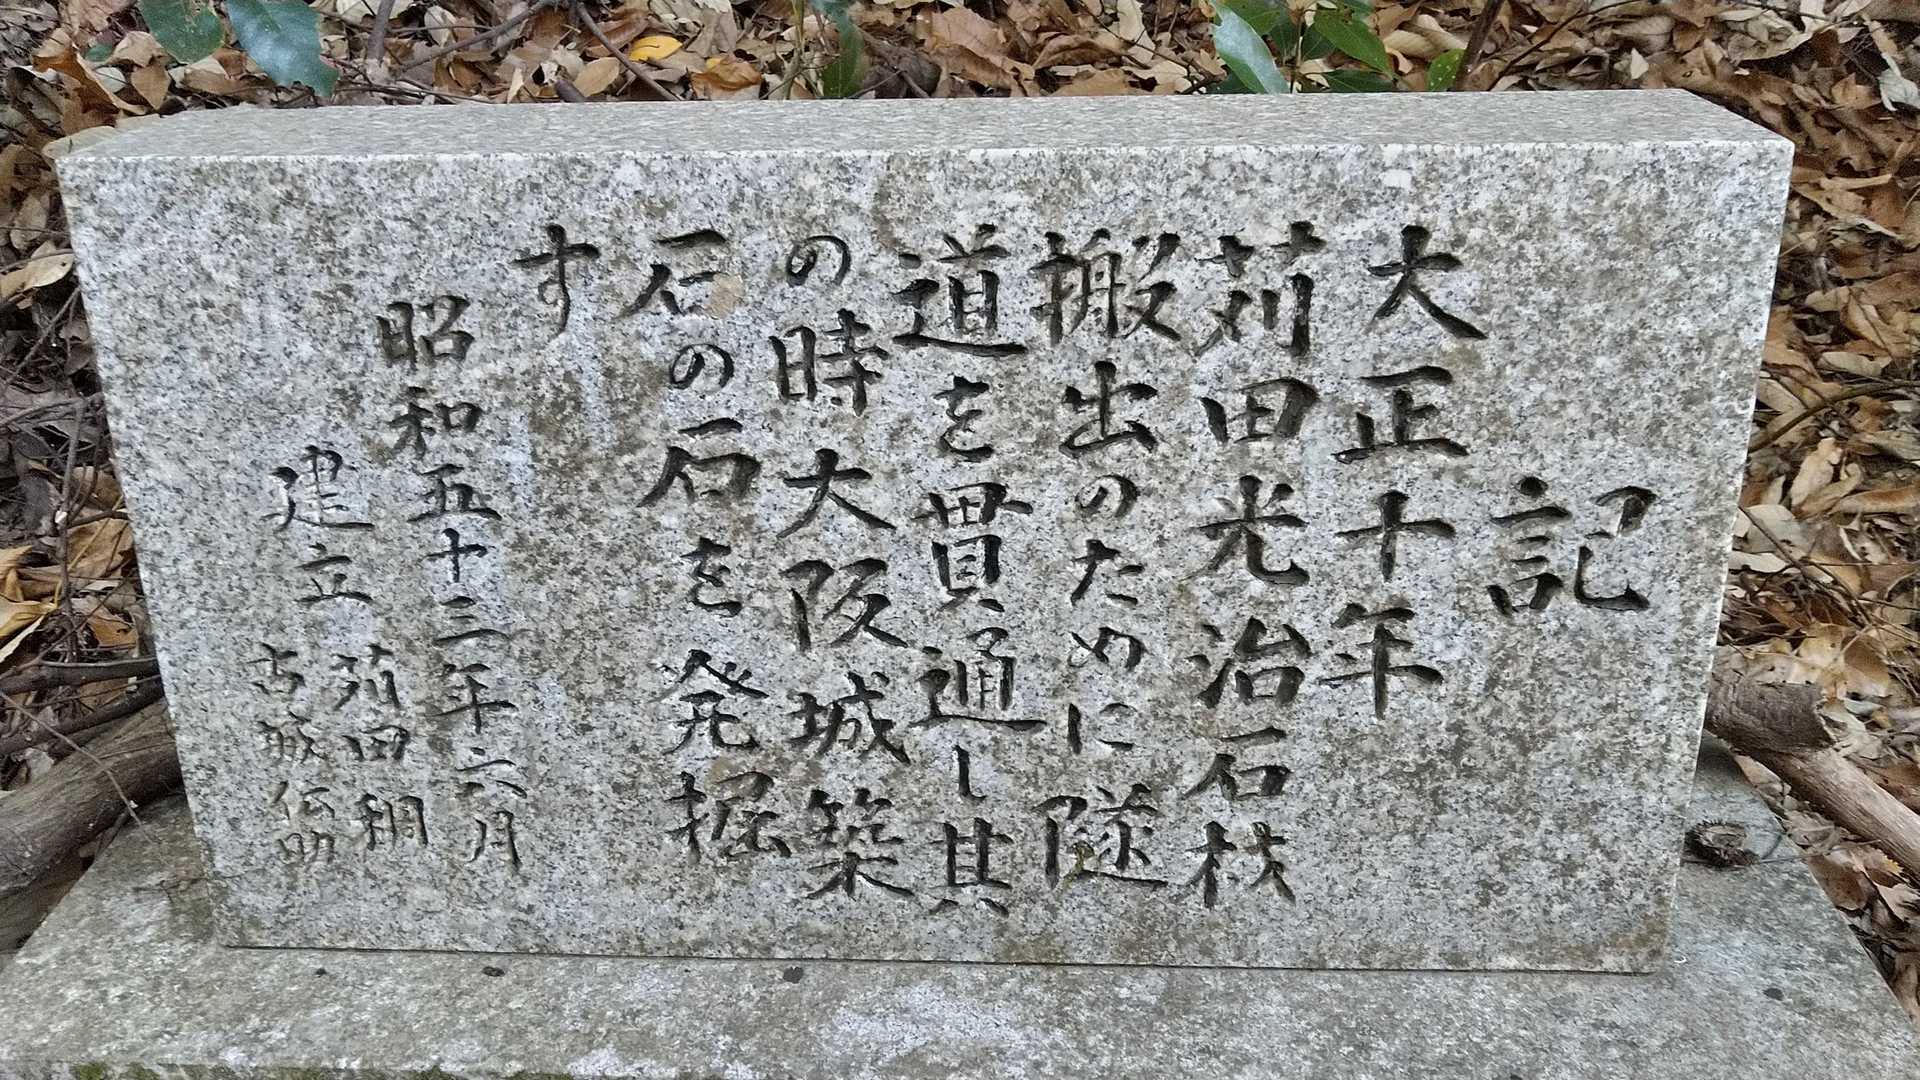 記
大正十年
苅田光治石材
搬出のために隧
道を貫通し其
の時大阪城築
石の石を発掘
す
昭和五十三年六月
建立 苅田稠
古城伝助